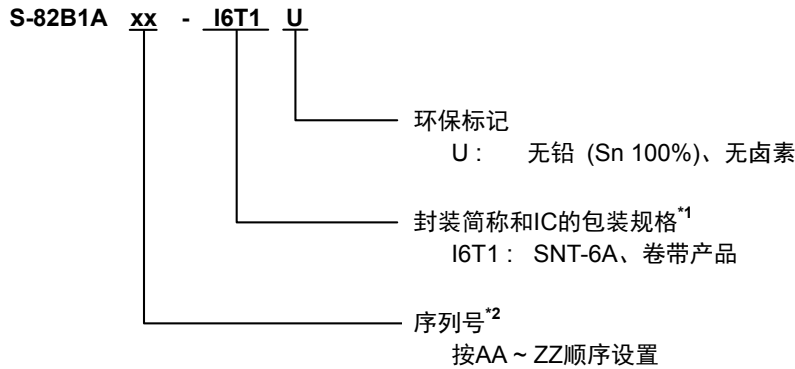 S-82B1A xx - I6T1 U
环保标记
U : 无铅 (Sn 100%)、无卤素
封装简称和IC的包装规格*1
I6T1 : SNT-6A、卷带产品
序列号*2
按AA ~ ZZ顺序设置